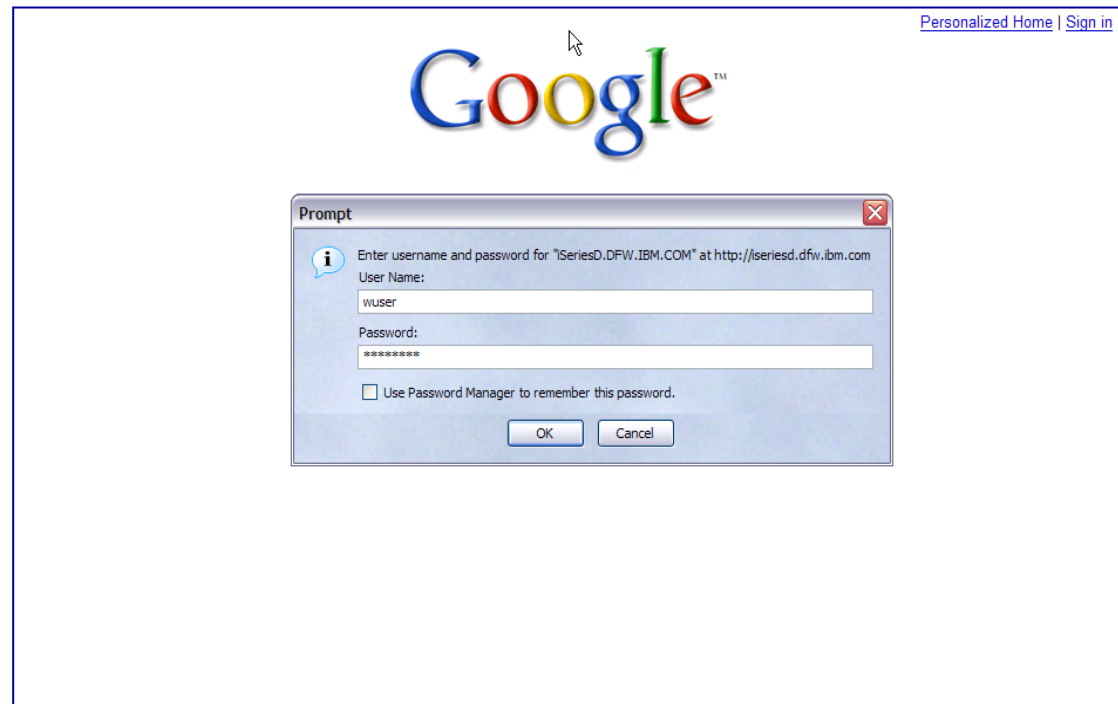 Personalized Home | Sign in
Google™
Prompt
Enter username and password for "iSeriesD.DFW.IBM.COM" at http://iseriesd.dfw.ibm.com
User Name:
wuser
Password:
********
Use Password Manager to remember this password.
OK Cancel